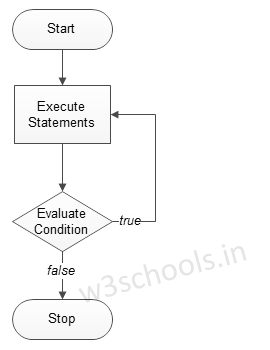 Start
Execute
Statements
Evaluate
Condition
true
false
w3schools.in
Stop